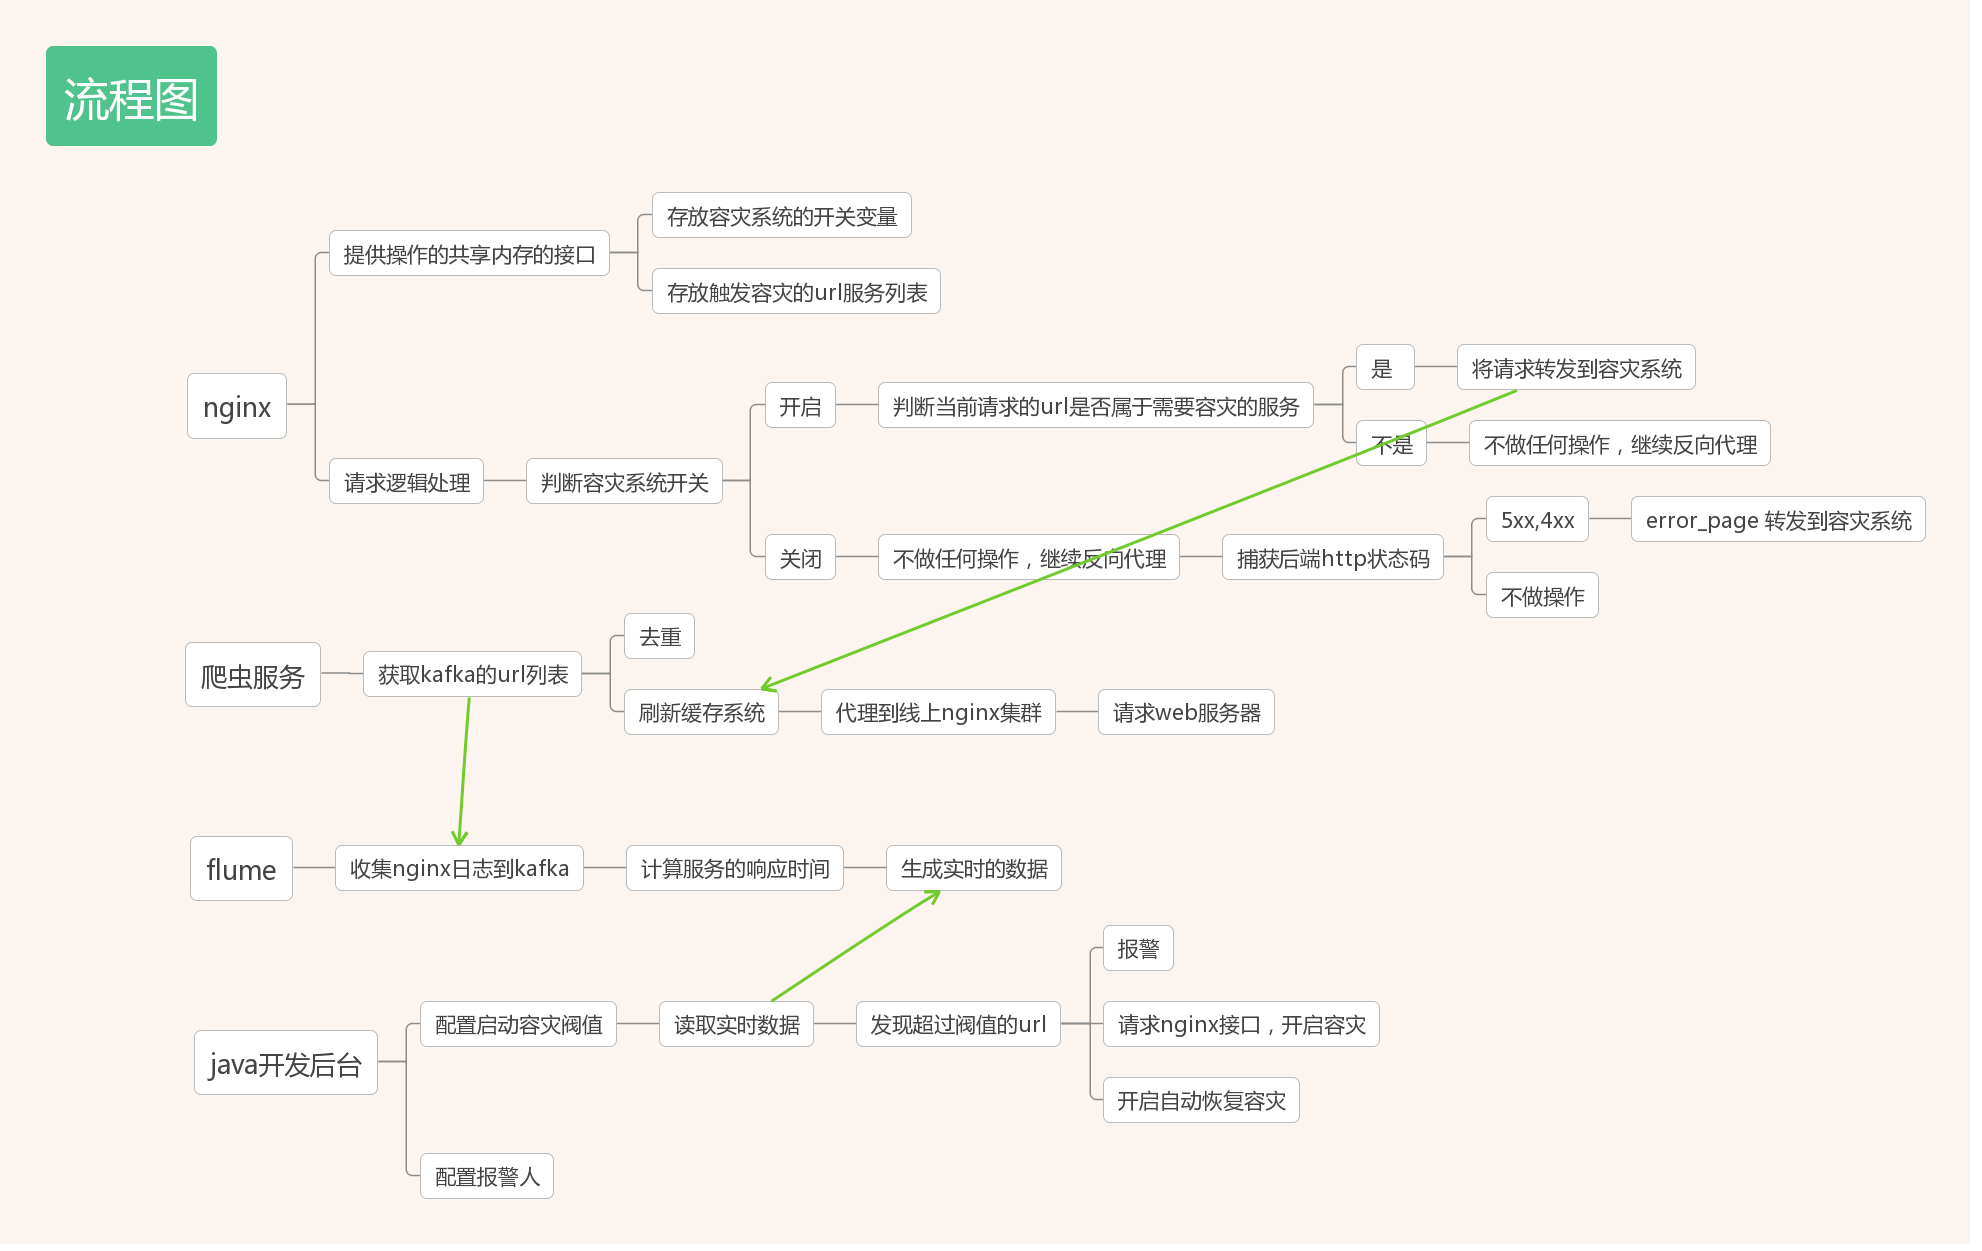 流程图
nginx
提供操作的共享内存的接口
存放容灾系统的开关变量
存放触发容灾的url服务列表
请求逻辑处理
判断容灾系统开关
开启
判断当前请求的url是否属于需要容灾的服务
是
将请求转发到容灾系统
不是
不做任何操作，继续反向代理
关闭
不做任何操作，继续反向代理
捕获后端http状态码
5xx,4xx
error_page 转发到容灾系统
不做操作
爬虫服务
获取kafka的url列表
去重
刷新缓存系统
代理到线上nginx集群
请求web服务器
flume
收集nginx日志到kafka
计算服务的响应时间
生成实时的数据
java开发后台
配置启动容灾阀值
读取实时数据
发现超过阀值的url
报警
请求nginx接口，开启容灾
开启自动恢复容灾
配置报警人